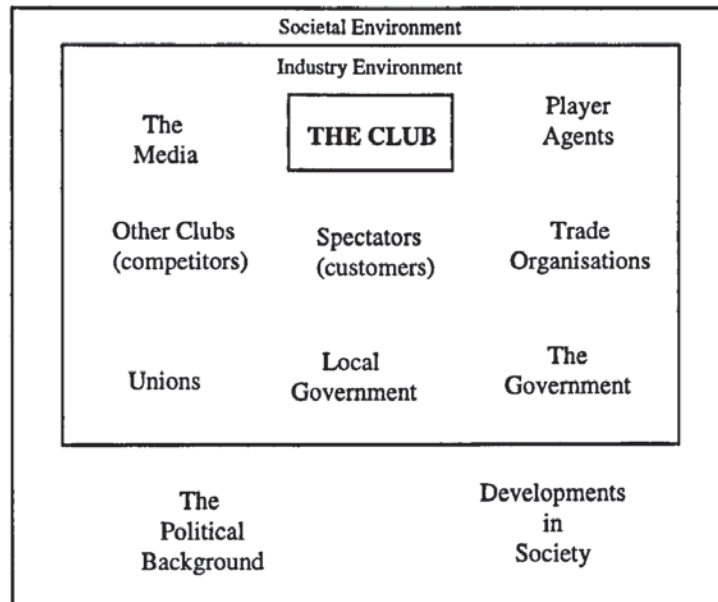 Societal Environment
Industry Environment
The
Media
THE CLUB
Player
Agents
Other Clubs
(competitors)
Spectators
(customers)
Trade
Organisations
Unions
Local
Government
The
Government
The
Political
Background
Developments
in
Society